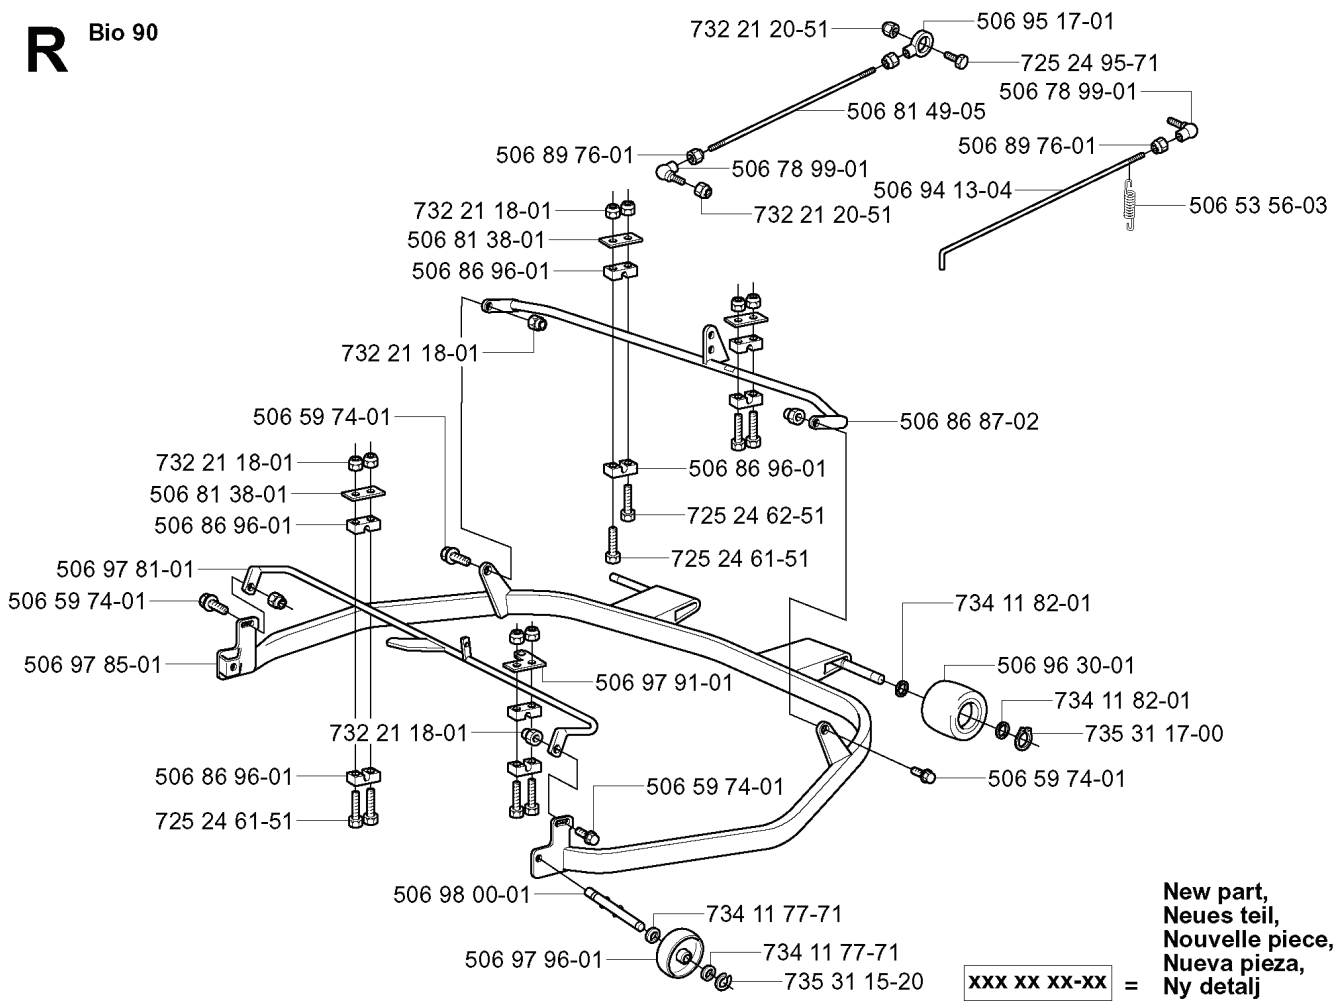 R
Bio 90
732 21 20-51
506 95 17-01
725 24 95-71
506 78 99-01
506 81 49-05
506 89 76-01
506 89 76-01
506 78 99-01
506 94 13-04
732 21 18-01
732 21 20-51
506 53 56-03
506 81 38-01
506 86 96-01
732 21 18-01
506 59 74-01
506 86 87-02
732 21 18-01
506 86 96-01
506 81 38-01
725 24 62-51
506 86 96-01
725 24 61-51
506 97 81-01
506 59 74-01
734 11 82-01
506 97 85-01
506 96 30-01
506 97 91-01
734 11 82-01
732 21 18-01
735 31 17-00
506 86 96-01
506 59 74-01
506 59 74-01
725 24 61-51
506 98 00-01
734 11 77-71
734 11 77-71
506 97 96-01
735 31 15-20
New part,
Neues teil,
Nouvelle piece,
Nueva pieza,
xxx xx xx-xx = Ny detalj